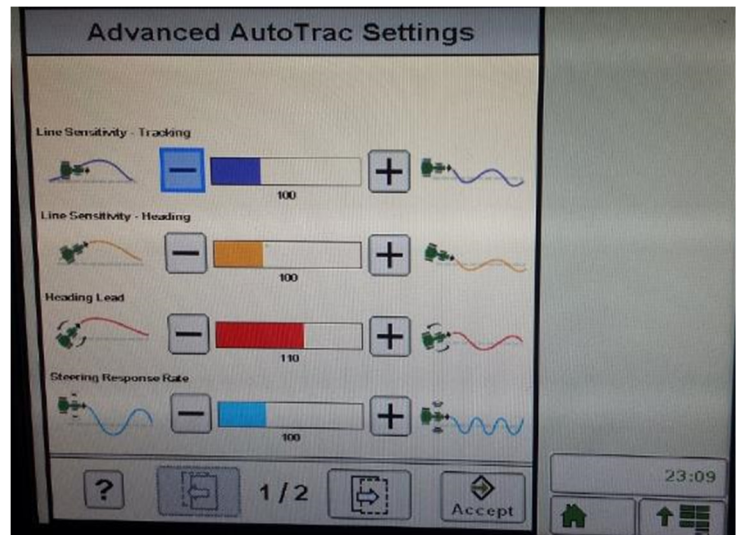 Advanced AutoTrac Settings
Line Sensitivity - Tracking
100
Line Sensitivity - Heading
100
Heading Lead
110
Steering Response Rate
100
? 1/2 Accept
23:09